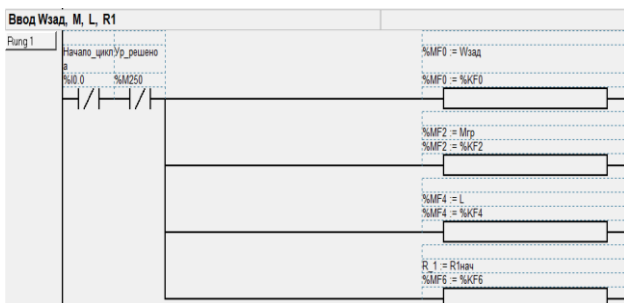 Ввод Wзад, M, L, R1
Rung 1
Начало_цикл Ур_решено
а
%I0.0 %M250
%MF0 := Wзад
%MF0 := %KF0
%MF2 := Mгр
%MF2 := %KF2
%MF4 := L
%MF4 := %KF4
R_1 := R1нач
%MF6 := %KF6